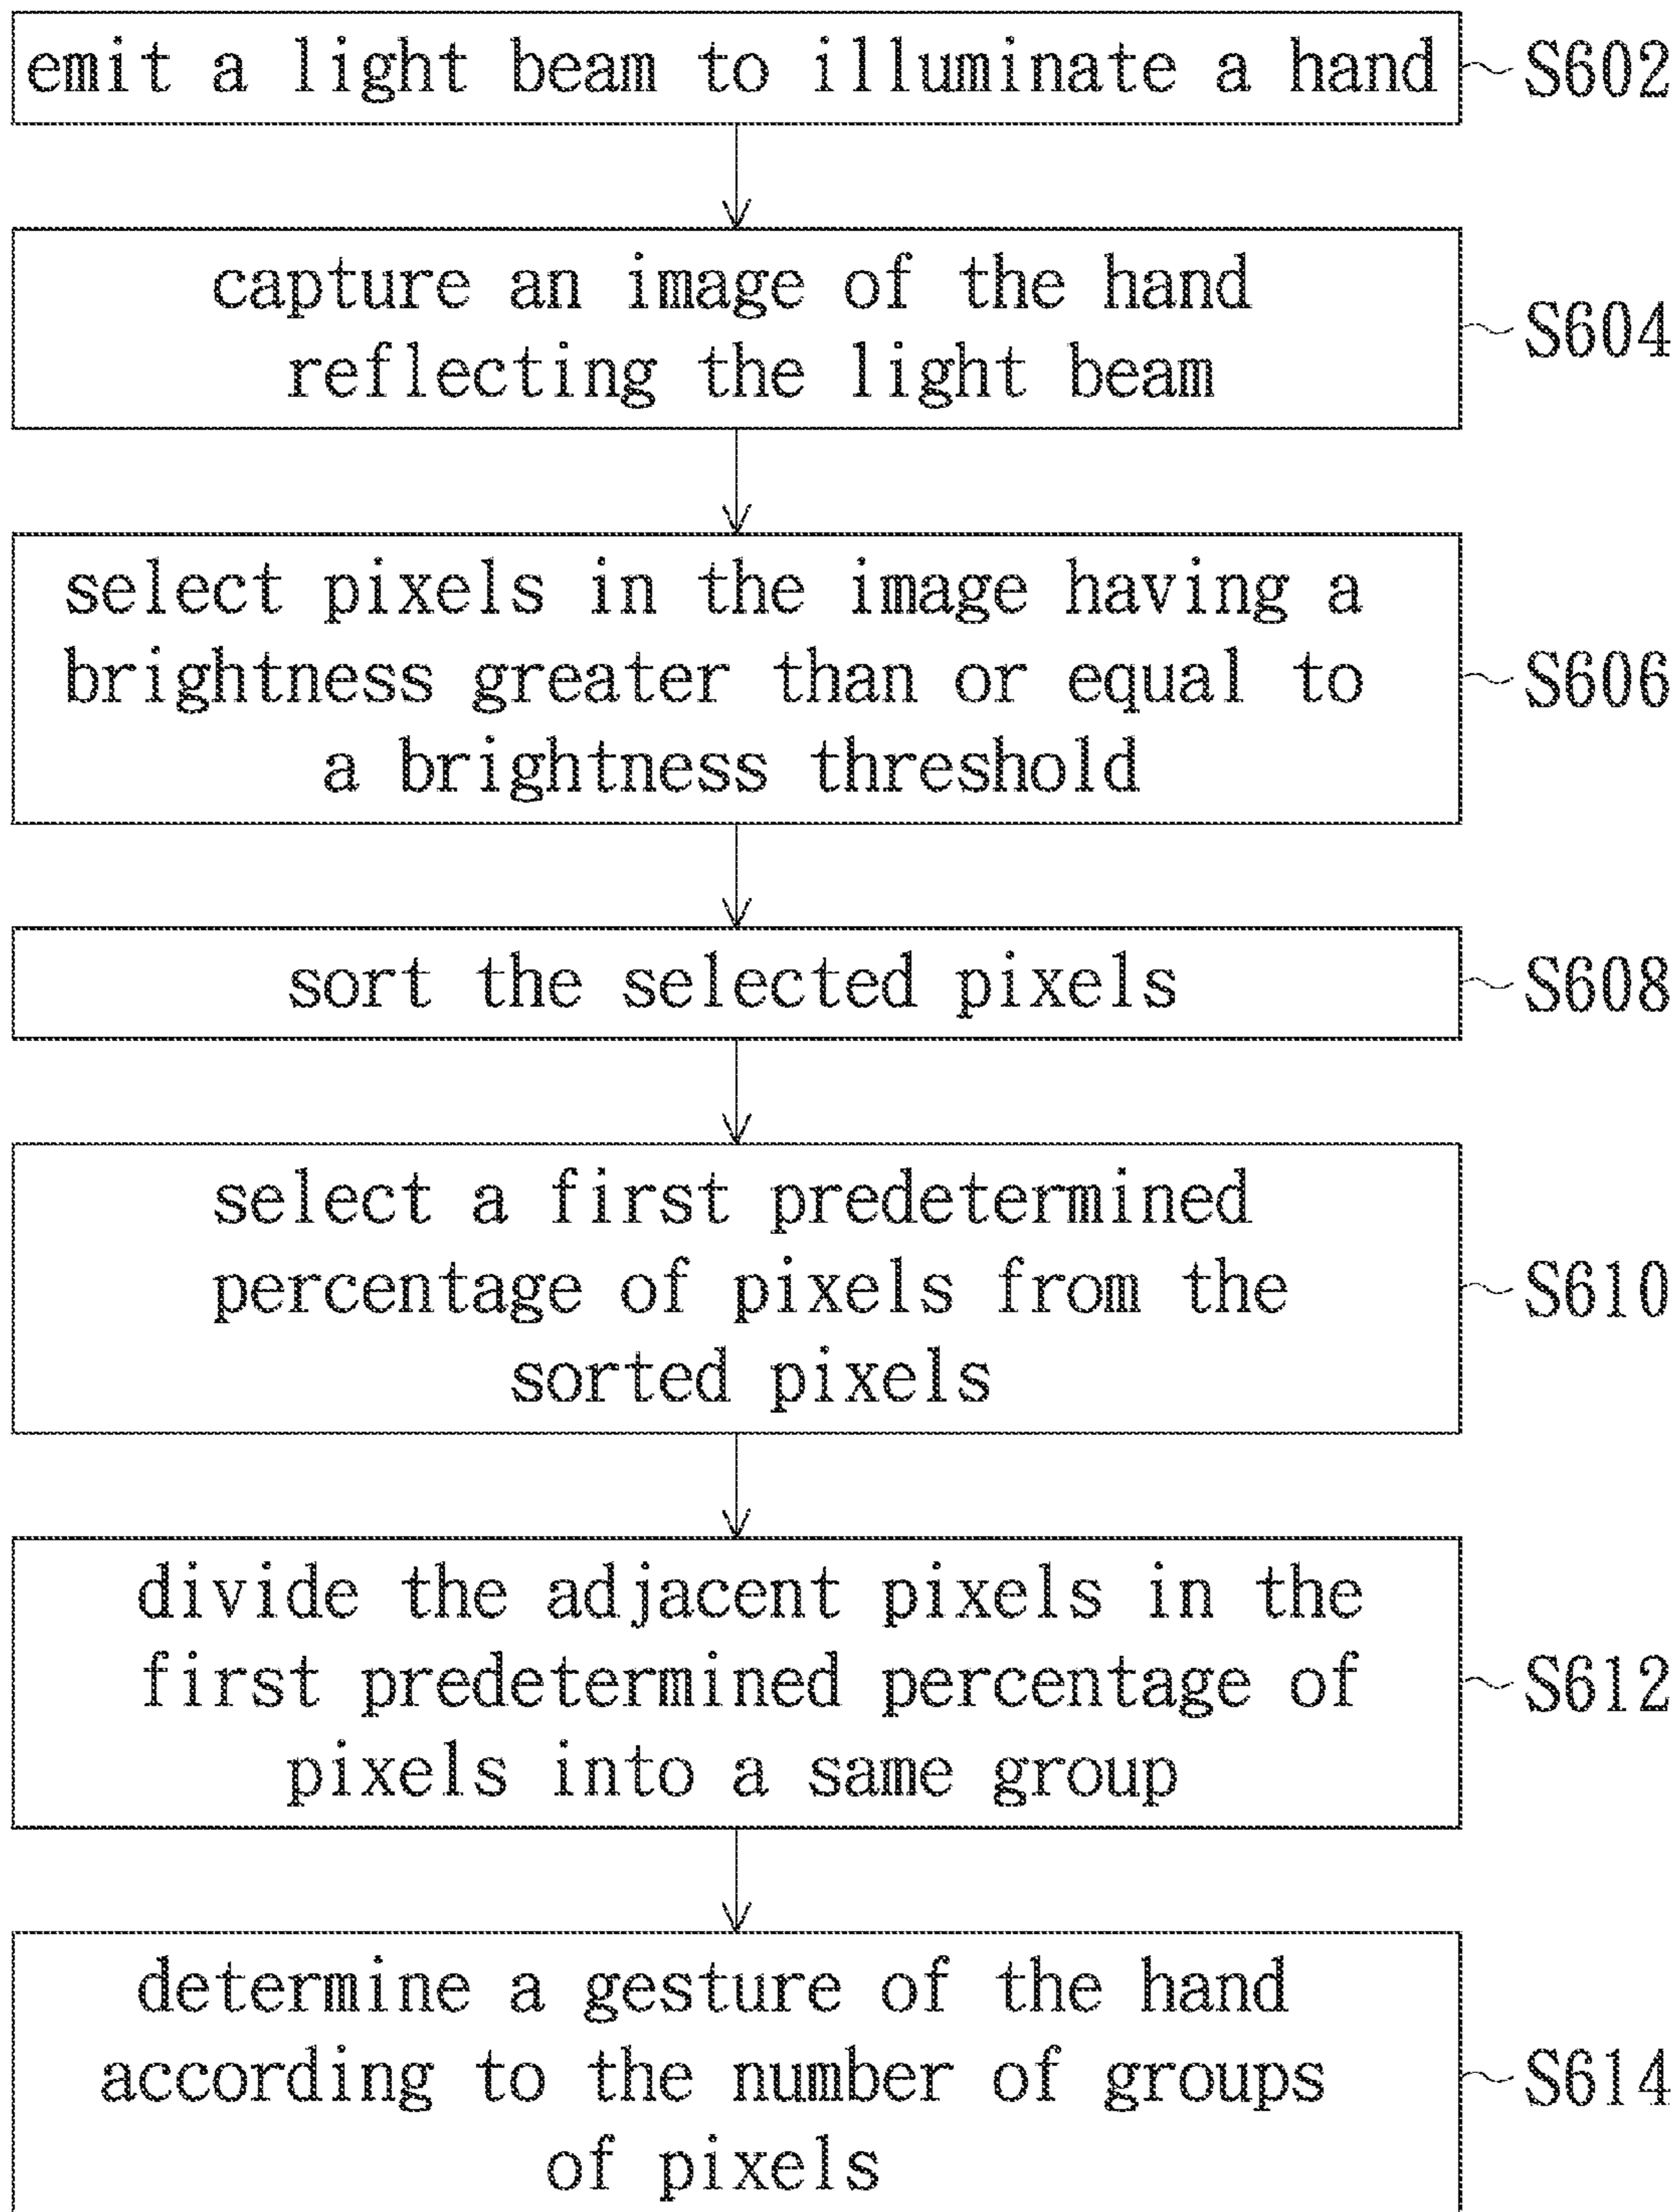 emit a light beam to illuminate a hand
S602
capture an image of the hand
reflecting the light beam
S604
select pixels in the image having a
brightness greater than or equal to
a brightness threshold
S606
sort the selected pixels
S608
select a first predetermined
percentage of pixels from the
sorted pixels
S610
divide the adjacent pixels in the
first predetermined percentage of
pixels into a same group
S612
determine a gesture of the hand
according to the number of groups
of pixels
S614